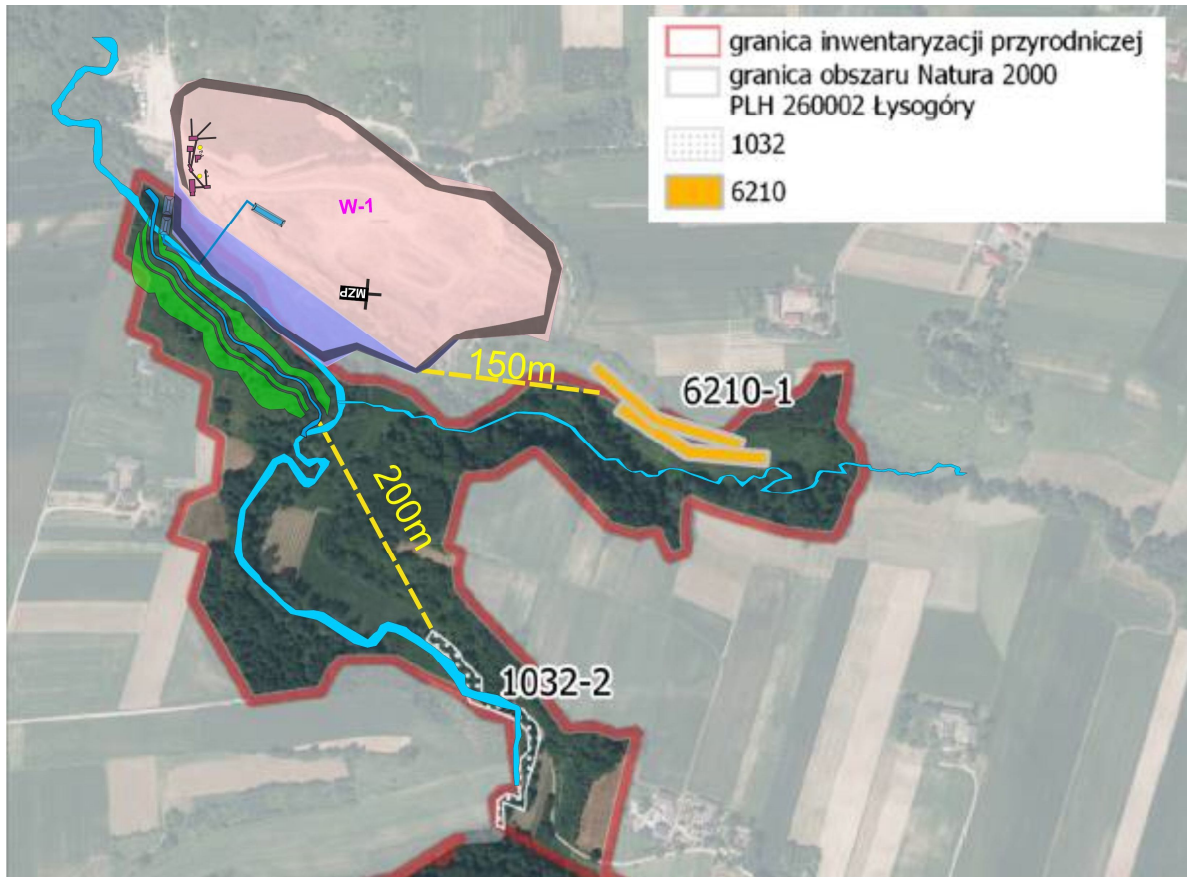 granica inwentaryzacji przyrodniczej
granica obszaru Natura 2000
PLH 260002 Łysogóry
1032
6210
W-1
MZP
150m
6210-1
200m
1032-2